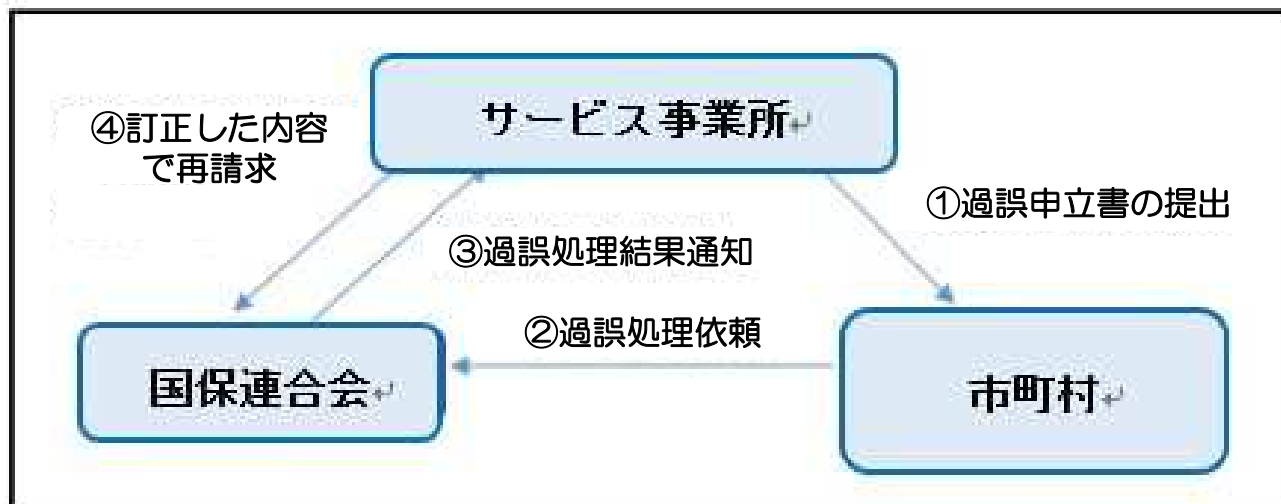 サービス事業所
④訂正した内容
で再請求
①過誤申立書の提出
③過誤処理結果通知
②過誤処理依頼
国保連合会
市町村